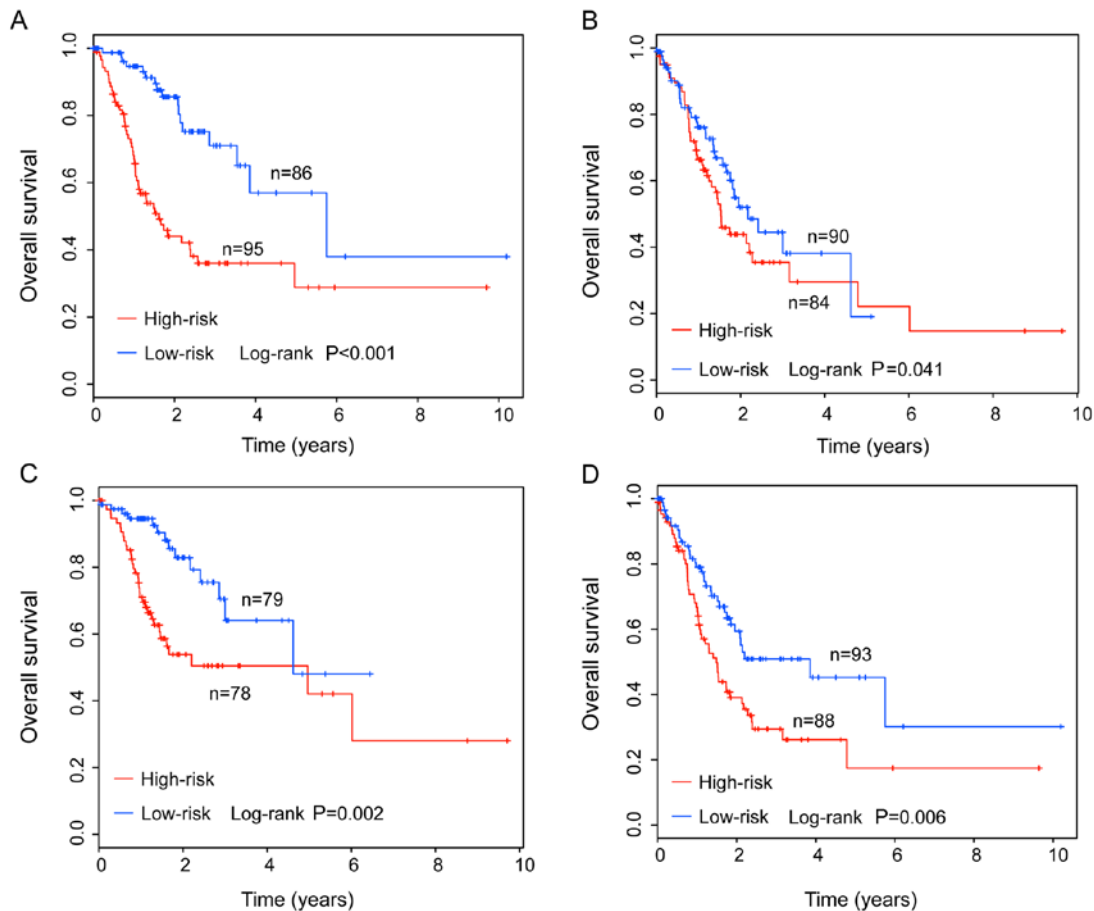 A
Overall survival
1.0
0.8
0.6
0.4
0.2
0.0
n=86
n=95
High-risk
Low-risk Log-rank P<0.001
0 2 4 6 8 10
Time (years)
B
Overall survival
1.0
0.8
0.6
0.4
0.2
0.0
n=90
n=84
High-risk
Low-risk Log-rank P=0.041
0 2 4 6 8 10
Time (years)
C
Overall survival
1.0
0.8
0.6
0.4
0.2
0.0
n=79
n=78
High-risk
Low-risk Log-rank P=0.002
0 2 4 6 8 10
Time (years)
D
Overall survival
1.0
0.8
0.6
0.4
0.2
0.0
n=93
n=88
High-risk
Low-risk Log-rank P=0.006
0 2 4 6 8 10
Time (years)